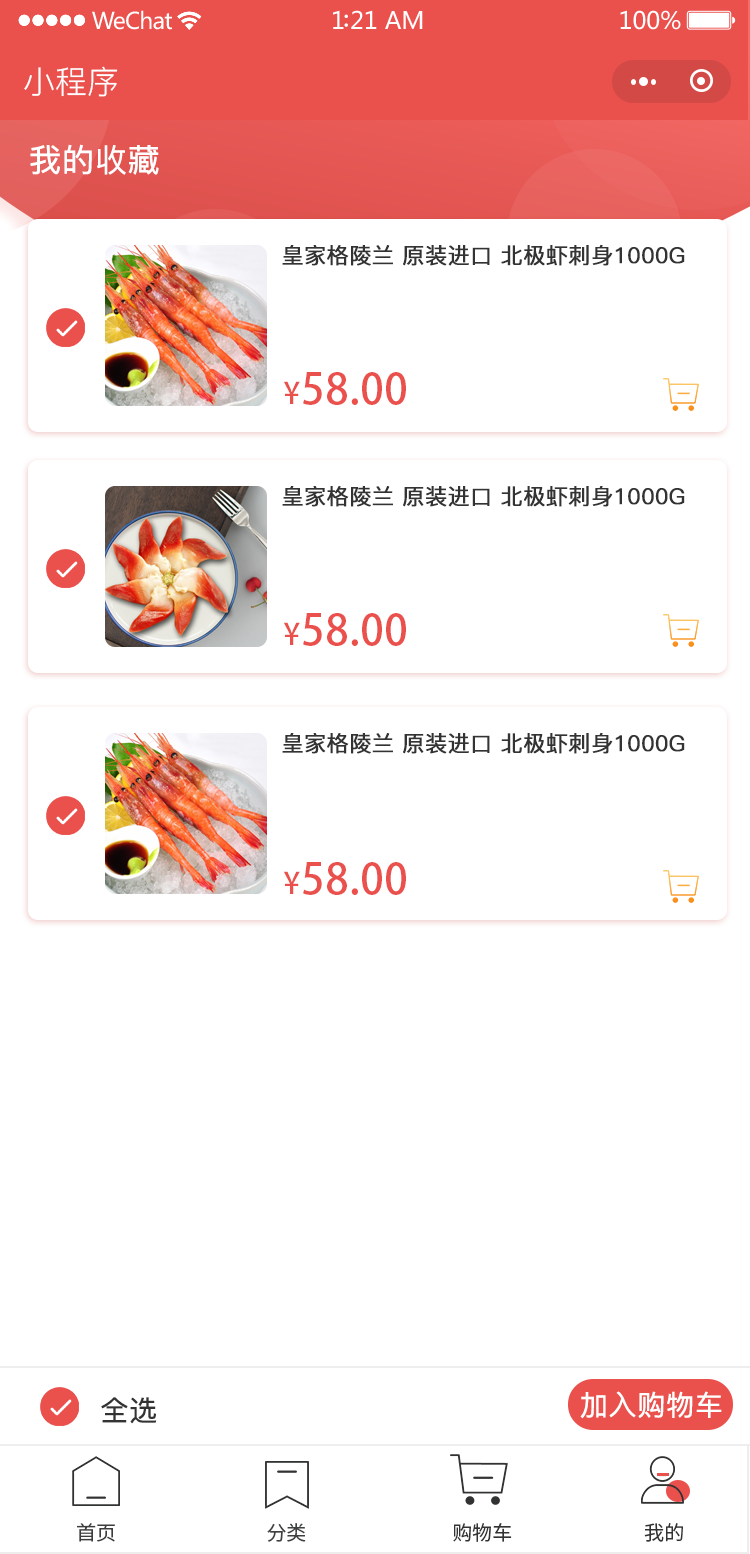 WeChat 1:21 AM 100%
小程序
我的收藏
皇家格陵兰 原装进口 北极虾刺身1000G
¥58.00
皇家格陵兰 原装进口 北极虾刺身1000G
¥58.00
皇家格陵兰 原装进口 北极虾刺身1000G
¥58.00
全选 加入购物车
首页 分类 购物车 我的